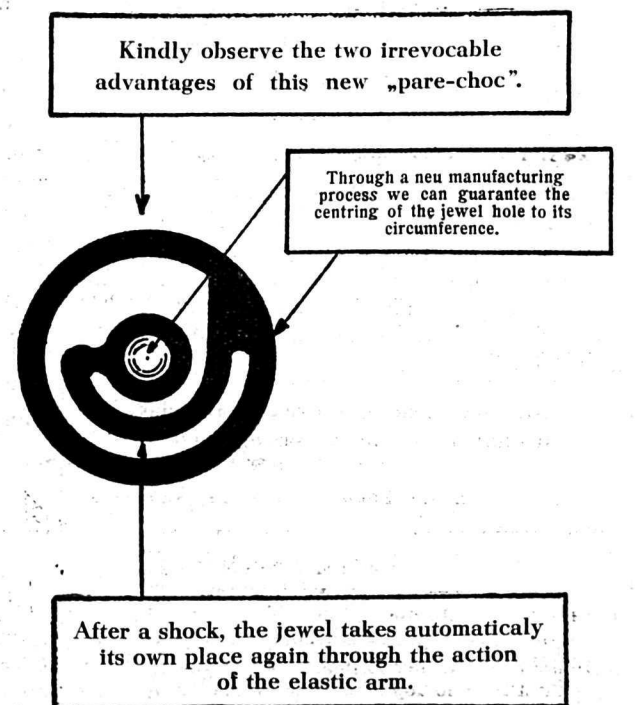 Kindly observe the two irrevocable
advantages of this new „pare-choc”.
Through a neu manufacturing
process we can guarantee the
centring of the jewel hole to its
circumference.
After a shock, the jewel takes automaticaly
its own place again through the action
of the elastic arm.